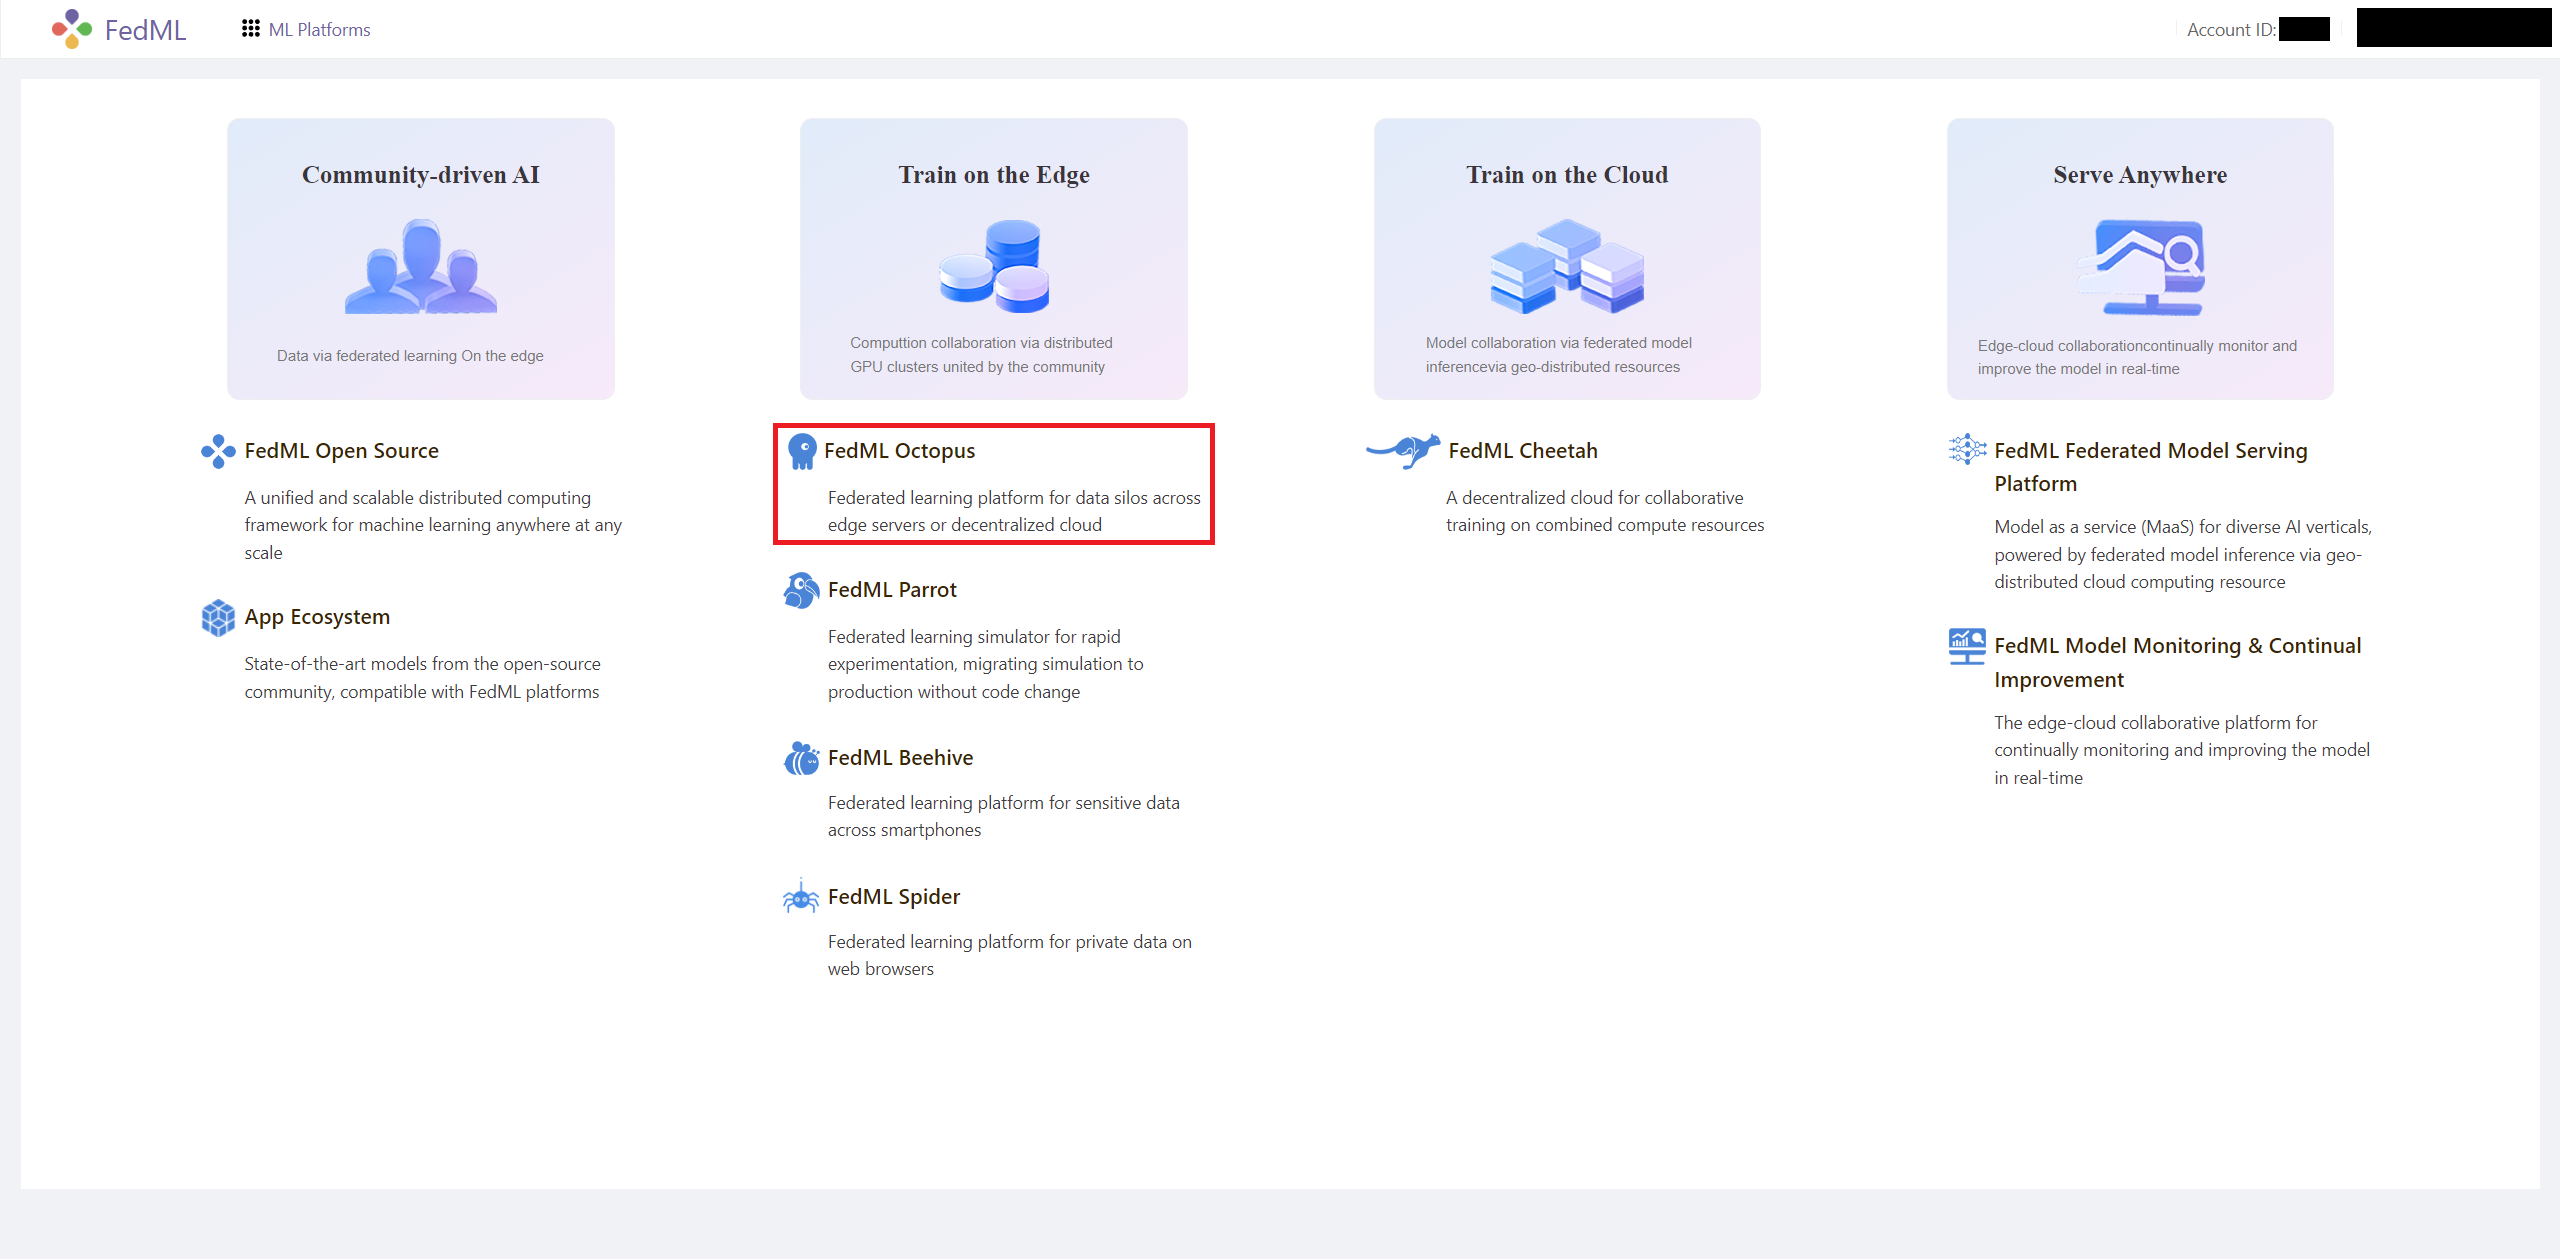 FedML
ML Platforms
Account ID:
Community-driven AI
Data via federated learning On the edge
FedML Open Source
A unified and scalable distributed computing
framework for machine learning anywhere at any
scale
App Ecosystem
State-of-the-art models from the open-source
community, compatible with FedML platforms
Train on the Edge
Computtion collaboration via distributed
GPU clusters united by the community
FedML Octopus
Federated learning platform for data silos across
edge servers or decentralized cloud
FedML Parrot
Federated learning simulator for rapid
experimentation, migrating simulation to
production without code change
FedML Beehive
Federated learning platform for sensitive data
across smartphones
FedML Spider
Federated learning platform for private data on
web browsers
Train on the Cloud
Model collaboration via federated model
inferencevia geo-distributed resources
FedML Cheetah
A decentralized cloud for collaborative
training on combined compute resources
Serve Anywhere
Edge-cloud collaborationcontinually monitor and
improve the model in real-time
FedML Federated Model Serving
Platform
Model as a service (MaaS) for diverse AI verticals,
powered by federated model inference via geo-
distributed cloud computing resource
FedML Model Monitoring & Continual
Improvement
The edge-cloud collaborative platform for
continually monitoring and improving the model
in real-time